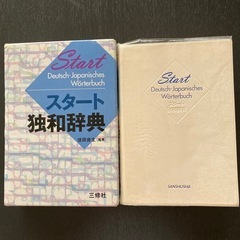 Start
Deutsch-Japanisches
Wörterbuch
スタート
独和辞典
三修社
Start
Deutsch-Japanisches
Wörterbuch
SANSHUSHA